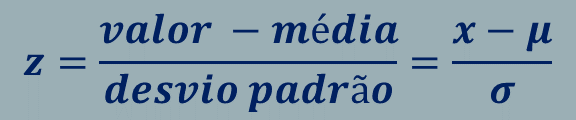 z = valor − média / desvio padrão = x − μ / σ